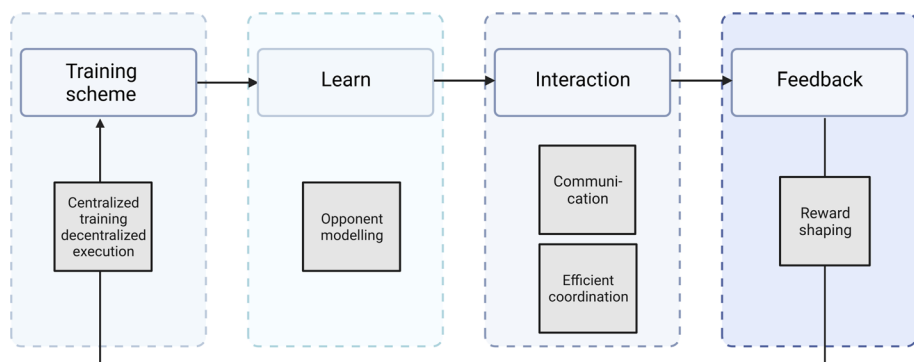 Training
scheme
Learn
Interaction
Feedback
Centralized
training
decentralized
execution
Opponent
modelling
Communi-
cation
Efficient
coordination
Reward
shaping